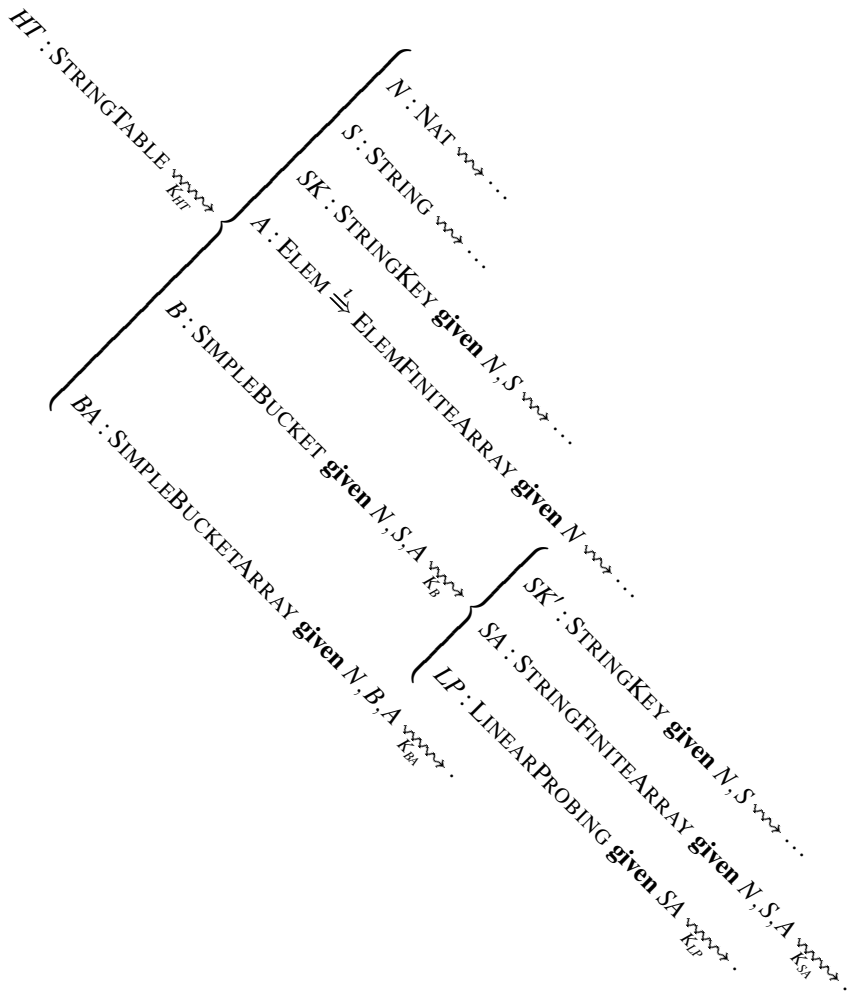 HT : STRINGTABLE ⇝ K_HT
N : NAT ⇝ ...
S : STRING ⇝ ...
SK : STRINGKEY given N, S ⇝ ...
A : ELEM ⇒^ι ELEMFINITEARRAY given N ⇝ ...
B : SIMPLEBUCKET given N, S, A ⇝ K_B
SK′ : STRINGKEY given N, S ⇝ ...
SA : STRINGFINITEARRAY given N, S, A ⇝ K_SA .
LP : LINEARPROBING given SA ⇝ K_LP .
BA : SIMPLEBUCKETARRAY given N, B, A ⇝ K_BA .